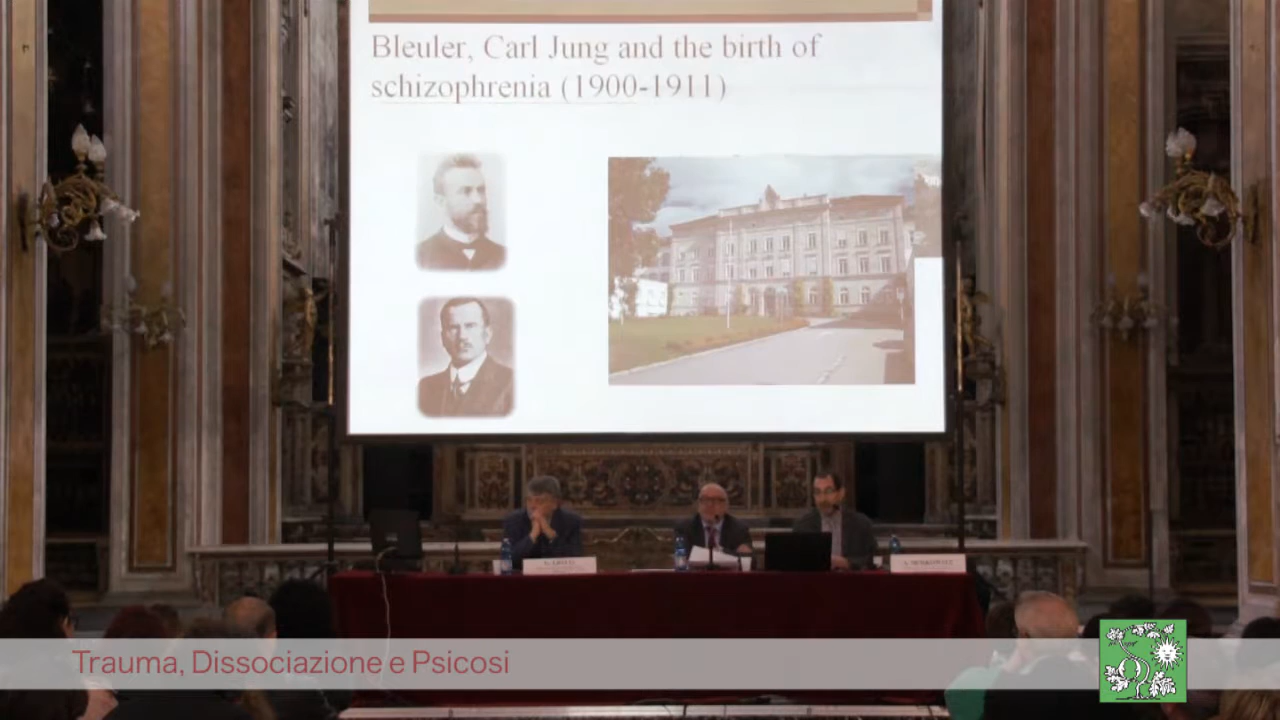 Bleuler, Carl Jung and the birth of
schizophrenia (1900-1911)
Trauma, Dissociazione e Psicosi